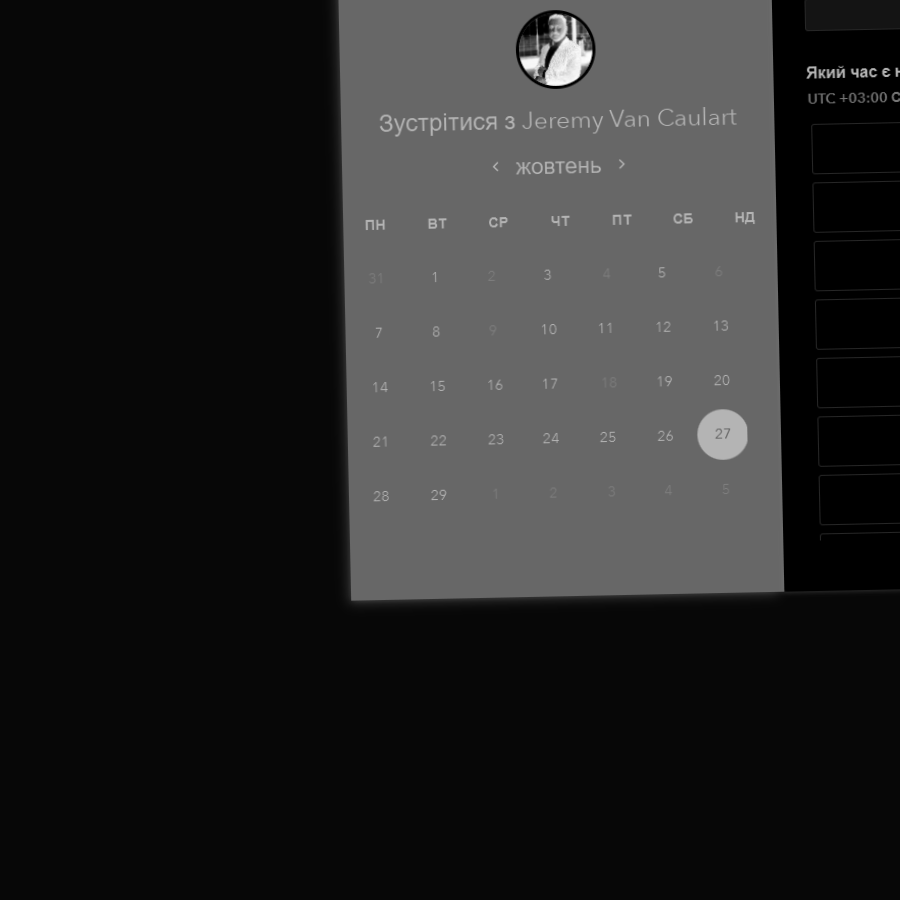 Зустрітися з Jeremy Van Caulart
жовтень
ПН ВТ СР ЧТ ПТ СБ НД
31 1 2 3 4 5 6
7 8 9 10 11 12 13
14 15 16 17 18 19 20
21 22 23 24 25 26 27
28 29 1 2 3 4 5
Який час є
UTC +03:00